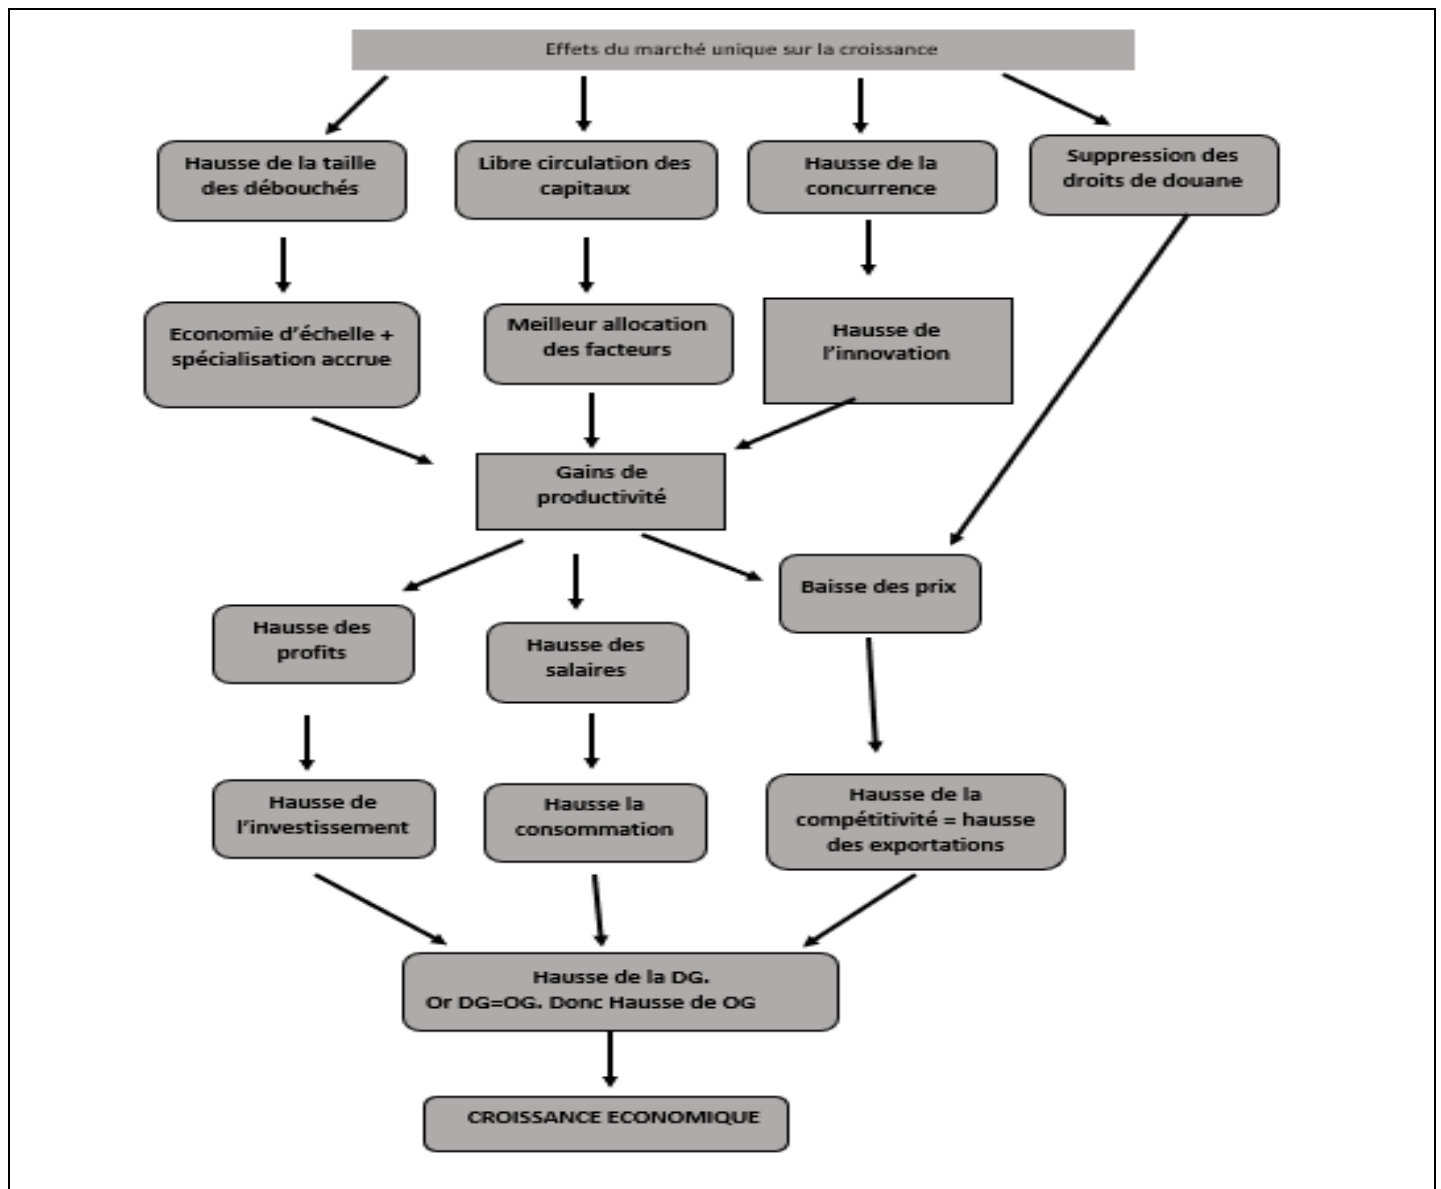 Effets du marché unique sur la croissance
Hausse de la taille
des débouchés
Libre circulation des
capitaux
Hausse de la
concurrence
Suppression des
droits de douane
Economie d'échelle +
spécialisation accrue
Meilleur allocation
des facteurs
Hausse de
l'innovation
Gains de
productivité
Hausse des
profits
Hausse des
salaires
Baisse des prix
Hausse de
l'investissement
Hausse la
consommation
Hausse de la
compétitivité = hausse
des exportations
Hausse de la DG.
Or DG=OG. Donc Hausse de OG
CROISSANCE ECONOMIQUE